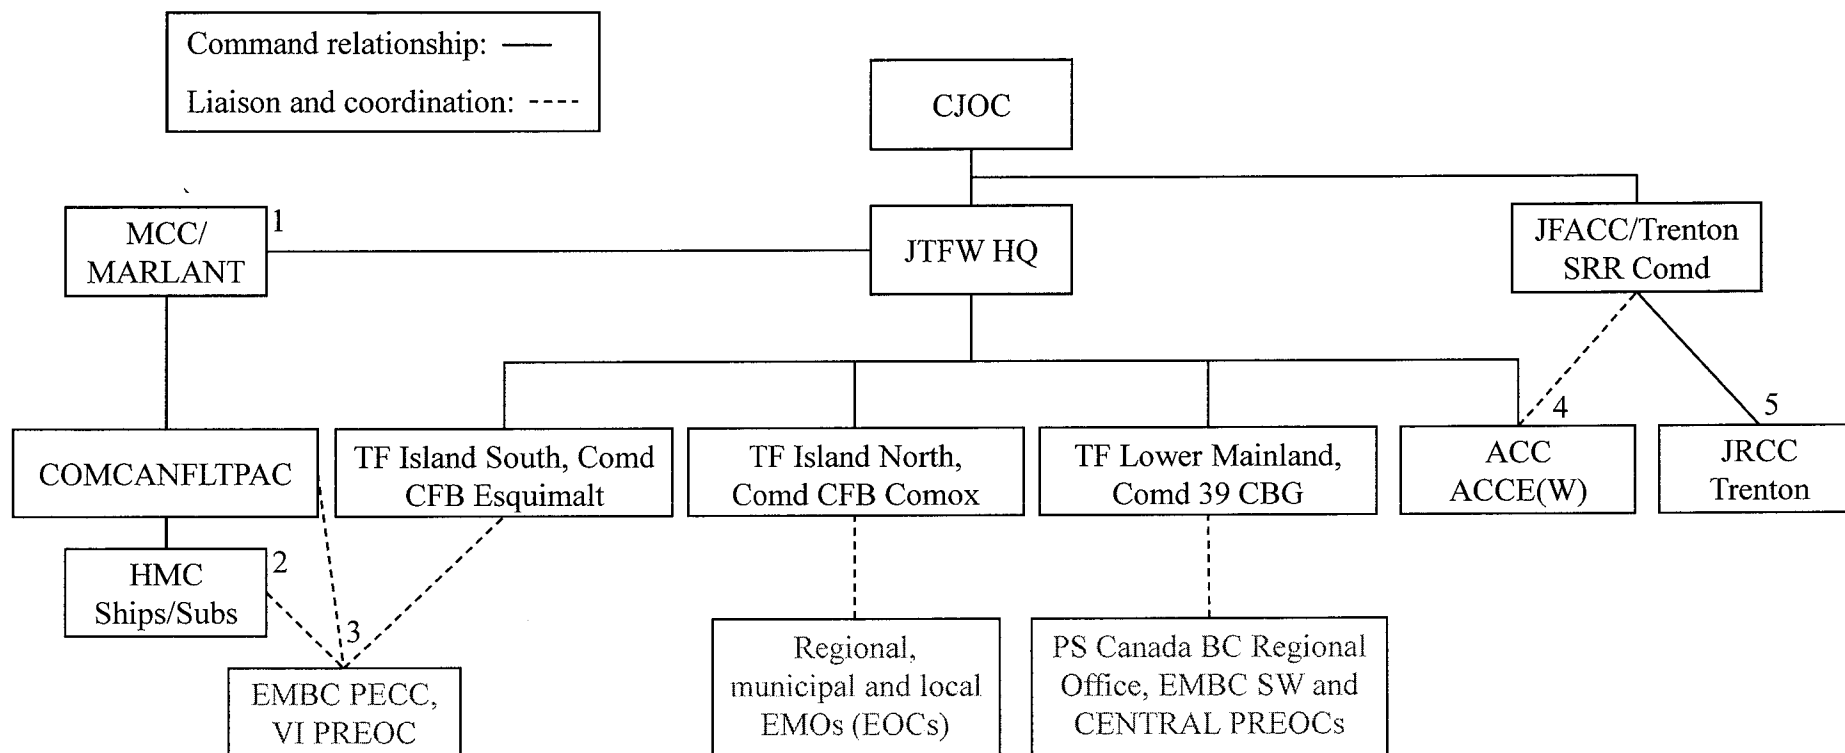 Command relationship:
Liaison and coordination:
CJOC
MCC/
MARLANT
1
JTFW HQ
JFACC/Trenton
SRR Comd
COMCANFLTPAC
TF Island South, Comd
CFB Esquimalt
TF Island North,
Comd CFB Comox
TF Lower Mainland,
Comd 39 CBG
4
ACC
ACCE(W)
5
JRCC
Trenton
HMC
Ships/Subs
2
3
EMBC PECC,
VI PREOC
Regional,
municipal and local
EMOs (EOCs)
PS Canada BC Regional
Office, EMBC SW and
CENTRAL PREOCs